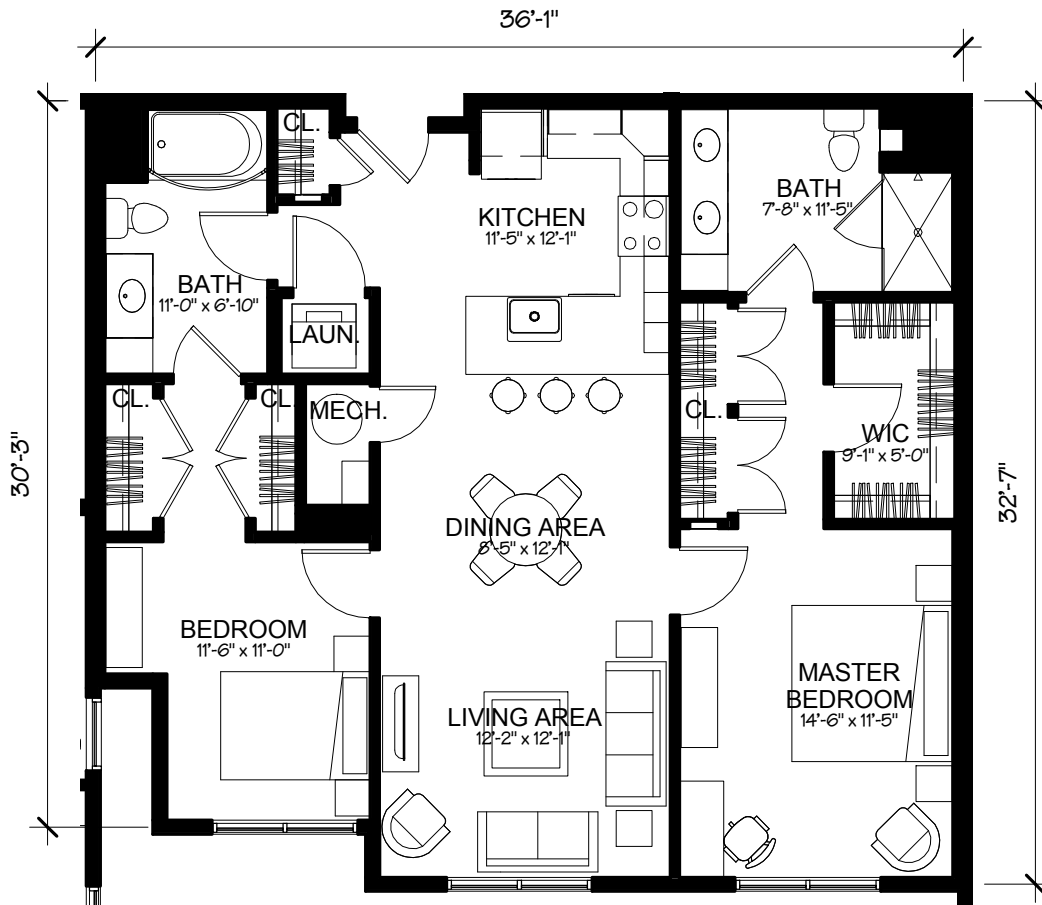 36'-1"
CL.
KITCHEN
11'-5" x 12'-1"
BATH
7'-8" x 11'-5"
BATH
11'-0" x 6'-10"
LAUN.
CL.
CL.
MECH.
CL.
WIC
9'-1" x 5'-0"
30'-3"
32'-7"
DINING AREA
8'-5" x 12'-1"
BEDROOM
11'-6" x 11'-0"
MASTER
BEDROOM
14'-6" x 11'-5"
LIVING AREA
12'-2" x 12'-1"